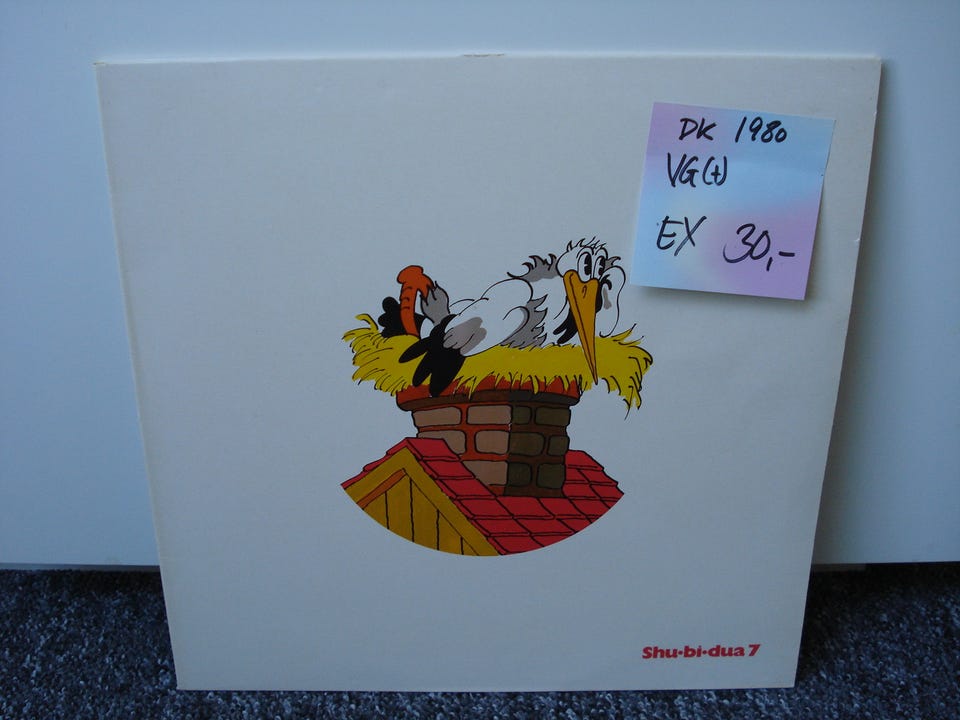 DK 1980
VG(+)
EX 30,-
Shu·bi·dua 7